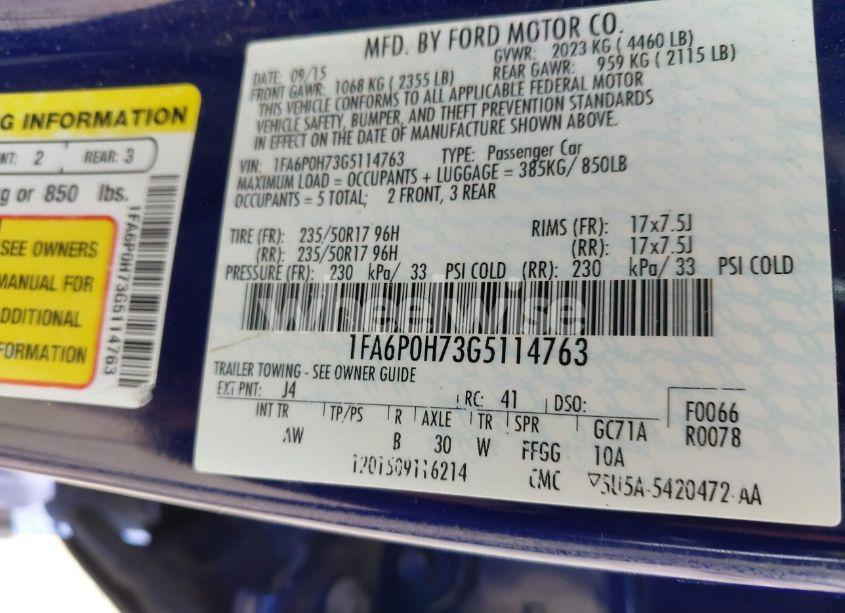 MFD. BY FORD MOTOR CO.
DATE: 09/15 GVWR: 2023 KG ( 4460 LB)
FRONT GAWR: 1068 KG ( 2355 LB) REAR GAWR: 959 KG ( 2115 LB)
THIS VEHICLE CONFORMS TO ALL APPLICABLE FEDERAL MOTOR
VEHICLE SAFETY, BUMPER, AND THEFT PREVENTION STANDARDS
IN EFFECT ON THE DATE OF MANUFACTURE SHOWN ABOVE.
VIN: 1FA6P0H73G5114763 TYPE: Passenger Car
MAXIMUM LOAD = OCCUPANTS + LUGGAGE = 385KG/ 850LB
OCCUPANTS = 5 TOTAL; 2 FRONT, 3 REAR
TIRE (FR): 235/50R17 96H RIMS (FR): 17x7.5J
(RR): 235/50R17 96H (RR): 17x7.5J
PRESSURE (FR): 230 kPa/ 33 PSI COLD (RR): 230 kPa/ 33 PSI COLD
WheelWise
1FA6P0H73G5114763
TRAILER TOWING - SEE OWNER GUIDE
EXT PNT: J4 RC: 41 DSO: F0066
INT TR TP/PS R AXLE TR SPR GC71A R0078
AW B 30 W FFGG 10A
1201509116214 CMC 5U5A-5420472-AA
G INFORMATION
NT: 2 REAR: 3
kg or 850 lbs.
SEE OWNERS
MANUAL FOR
ADDITIONAL
INFORMATION
1FA6P0H73G5114763